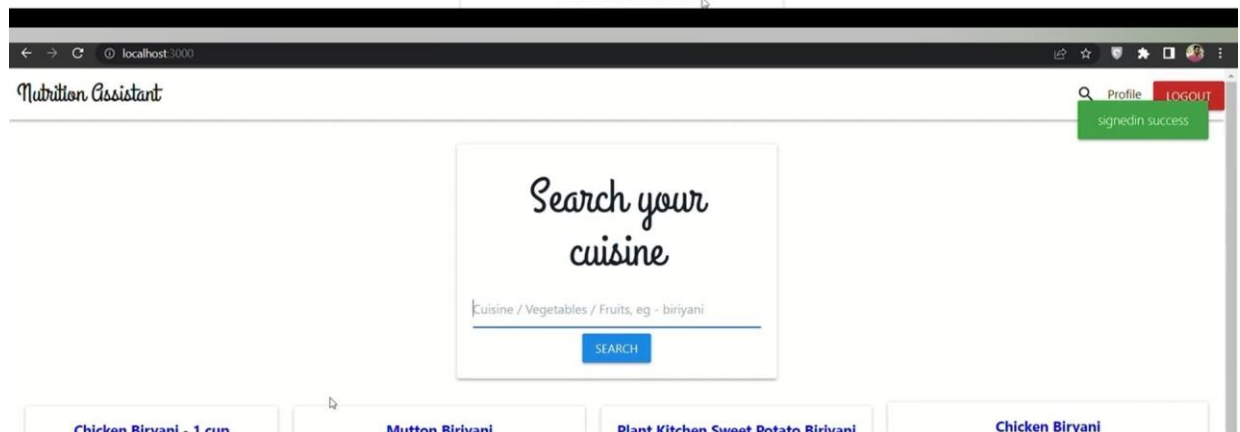 localhost:3000
Nutrition Assistant
Profile
LOGOUT
signedin success
Search your
cuisine
Cuisine / Vegetables / Fruits, eg - biriyani
SEARCH
Chicken Biryani - 1 cup
Mutton Biriyani
Plant Kitchen Sweet Potato Biriyani
Chicken Biryani